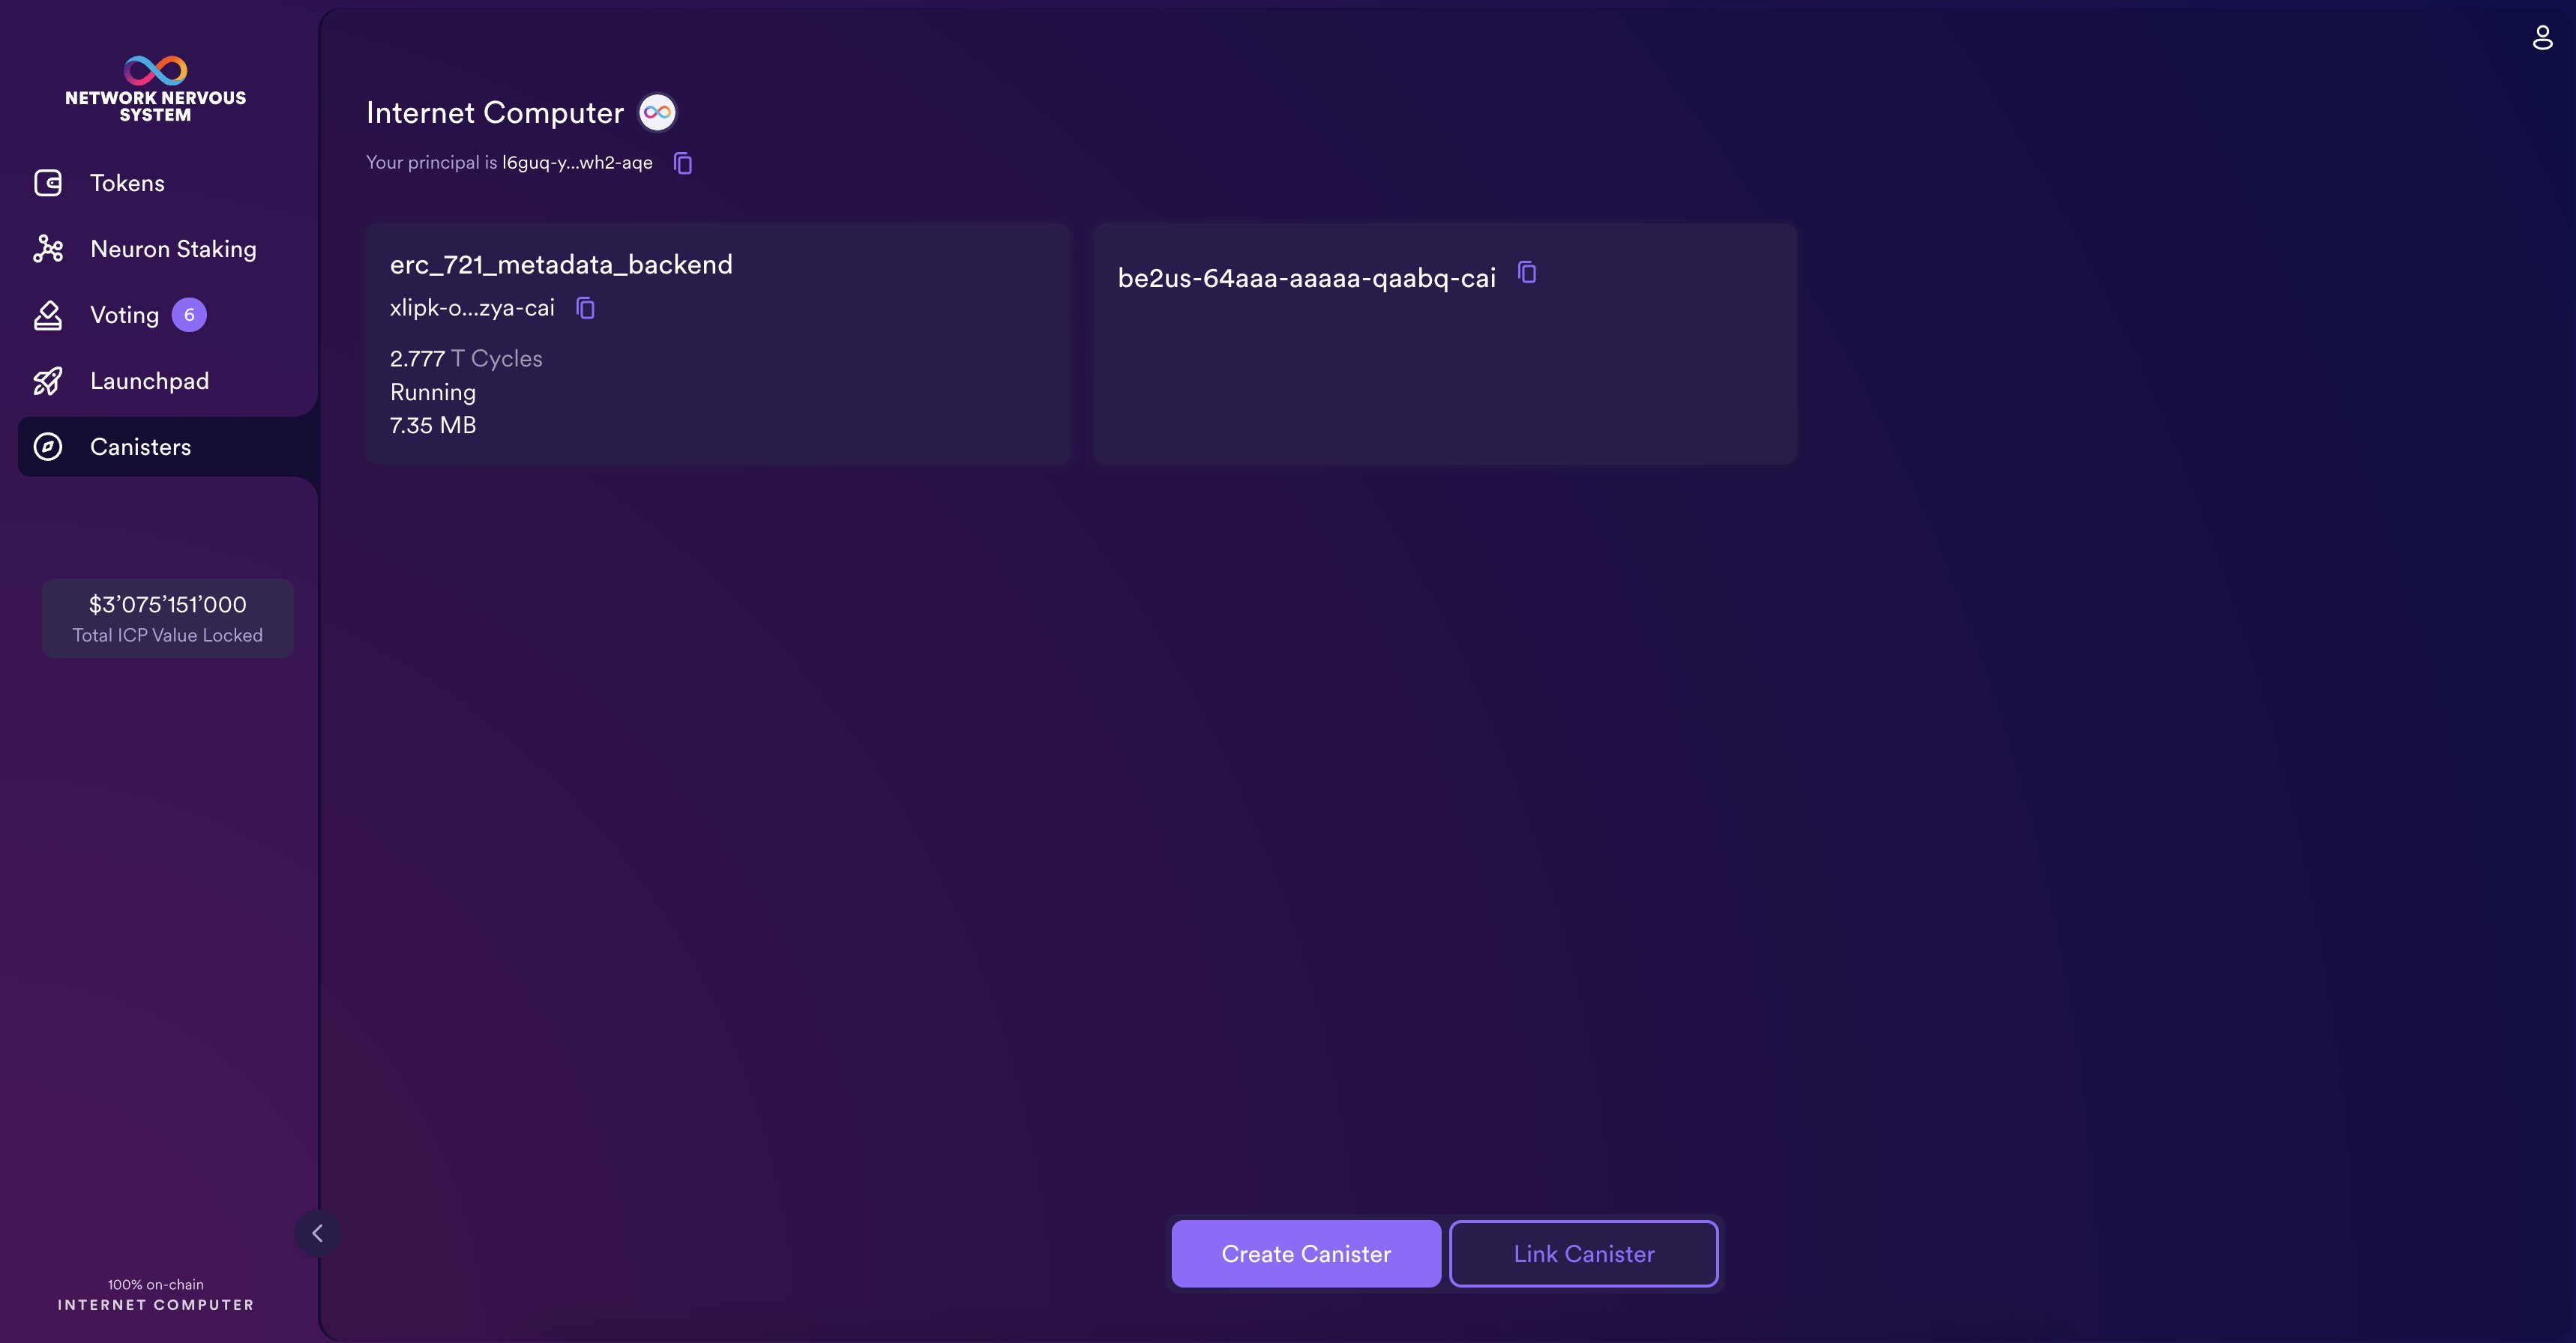 NETWORK NERVOUS
SYSTEM
Tokens
Neuron Staking
Voting 6
Launchpad
Canisters
$3’075’151’000
Total ICP Value Locked
100% on-chain
INTERNET COMPUTER
Internet Computer
Your principal is l6guq-y...wh2-aqe
erc_721_metadata_backend
xlipk-o...zya-cai
2.777 T Cycles
Running
7.35 MB
be2us-64aaa-aaaaa-qaabq-cai
Create Canister
Link Canister